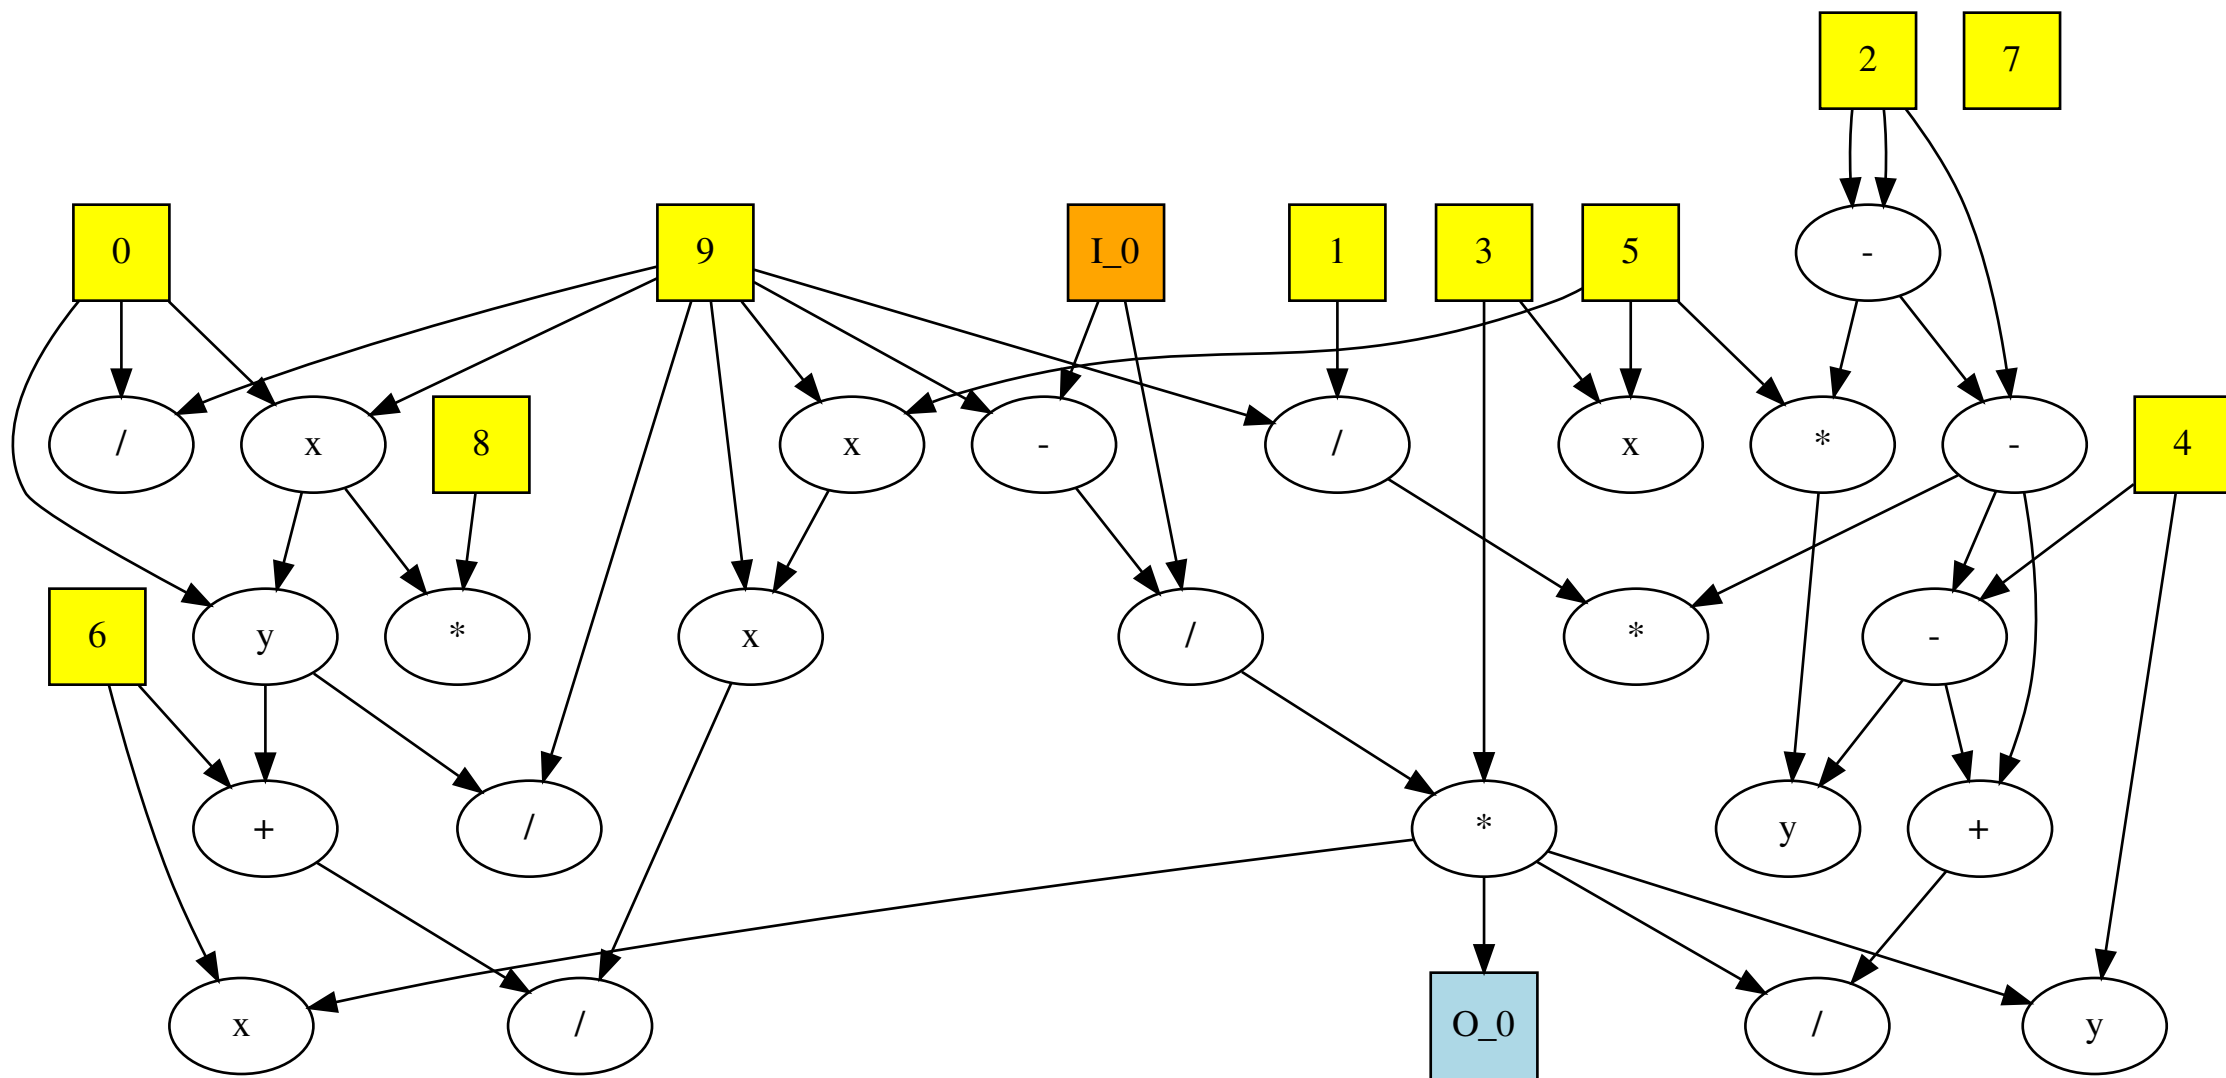 2 7
0 9 I_0 1 3 5 -
/ x 8 x - / x * - 4
6 y * x / * -
+ / * y +
x / O_0 / y